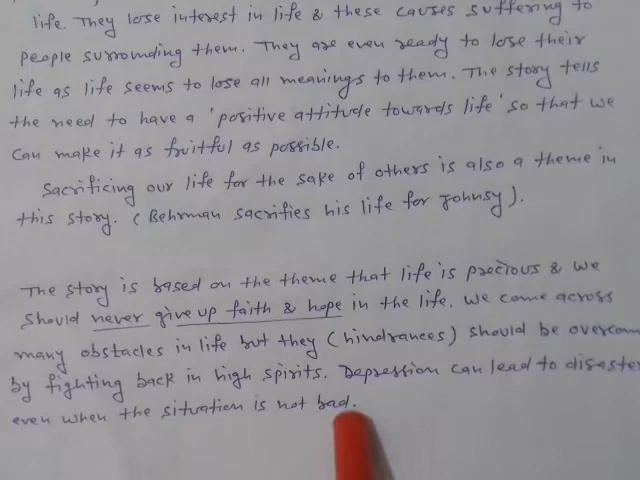 life. They lose interest in life & these causes suffering to
people surrounding them. They are even ready to lose their
life as life seems to lose all meanings to them. The story tells
the need to have a 'positive attitude towards life' so that we
can make it as fruitful as possible.
Sacrificing our life for the sake of others is also a theme in
this story. (Behrman sacrifies his life for Johnsy).
The story is based on the theme that life is precious & we
should never give up faith & hope in the life. We come across
many obstacles in life but they (hindrances) should be overcom
by fighting back in high spirits. Depression can lead to disaster
even when the situation is not bad.